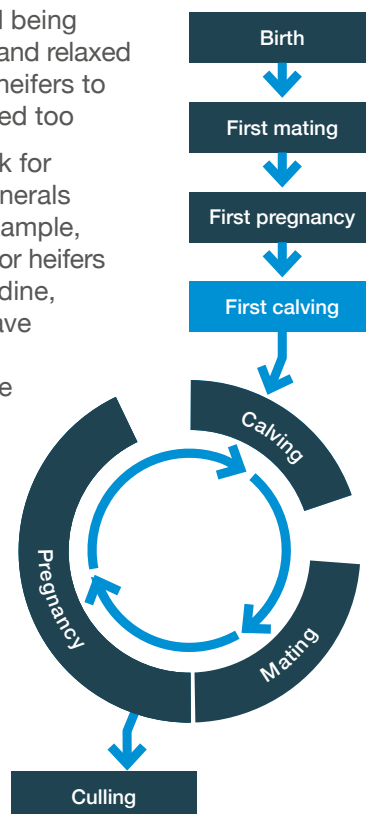 l being
and relaxed
heifers to
ed too
k for
nerals
ample,
or heifers
dine,
ave
e
Birth
First mating
First pregnancy
First calving
Calving
Mating
Pregnancy
Culling